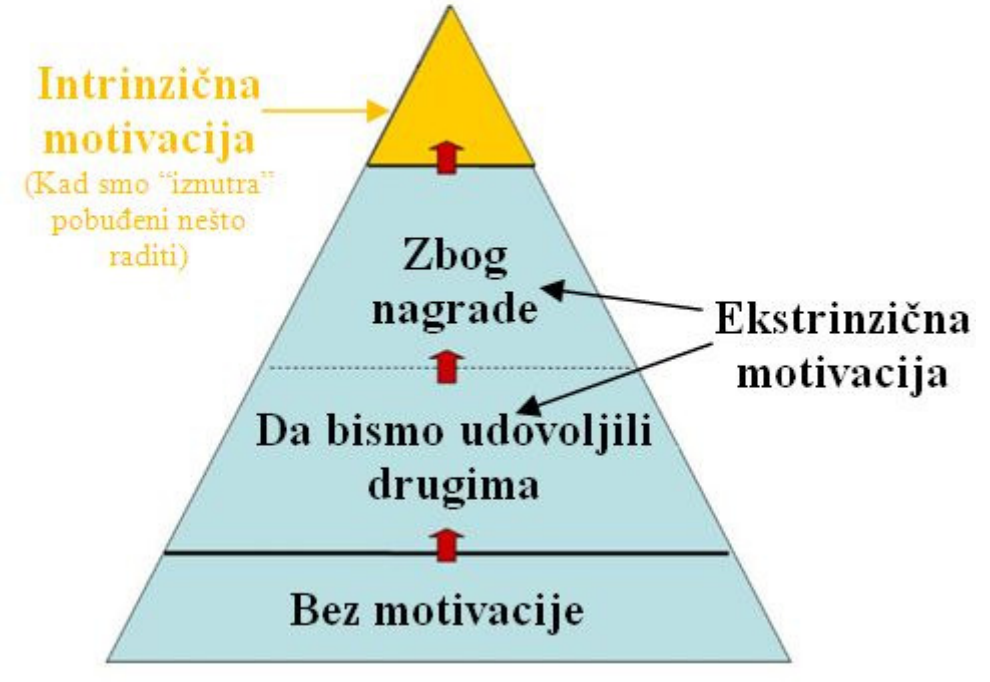 Intrinzična
motivacija
(Kad smo “iznutra”
pobuđeni nešto
raditi)
Zbog
nagrade
Ekstrinzična
motivacija
Da bismo udovoljili
drugima
Bez motivacije